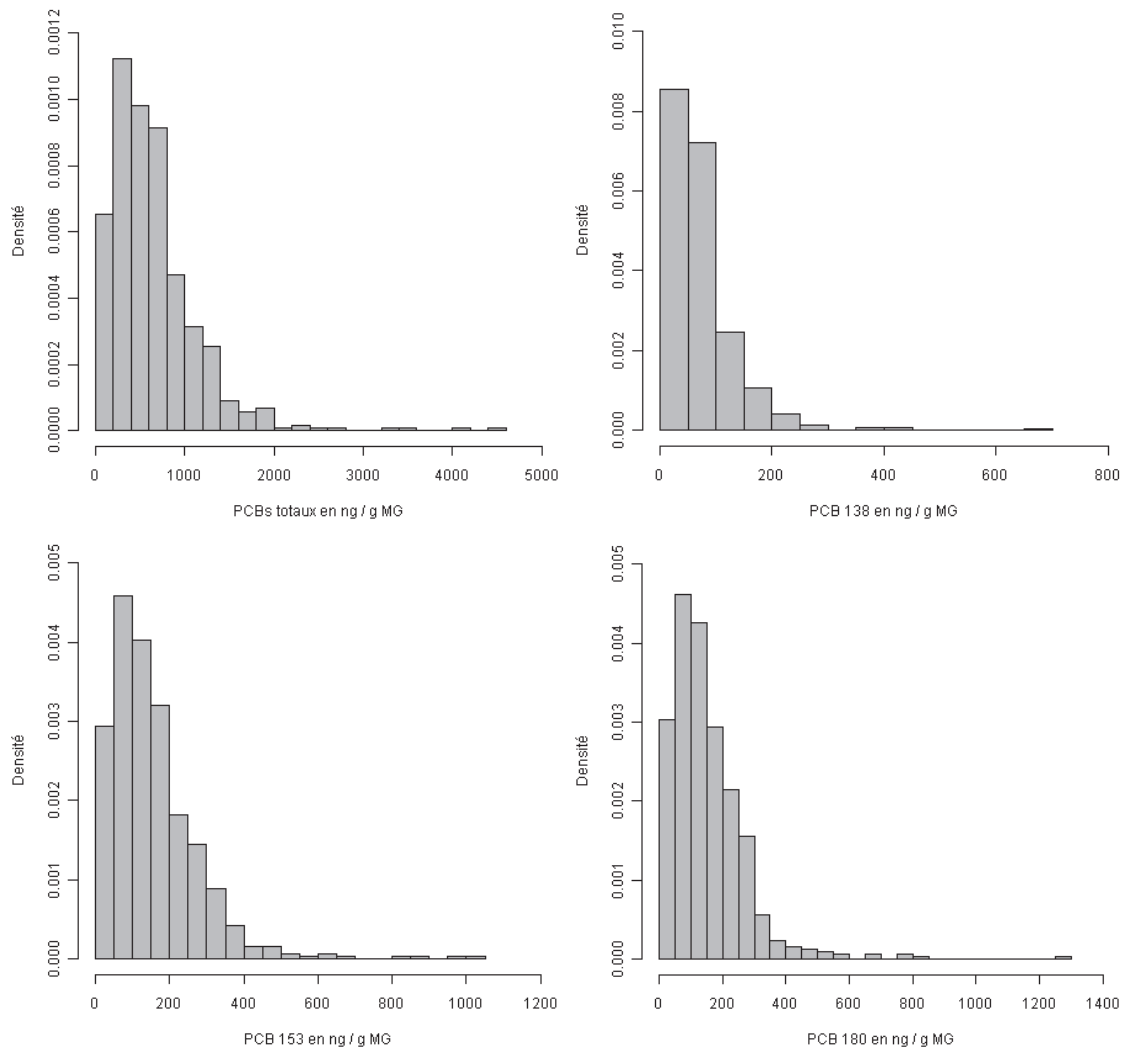 Densité
0.0000 0.0002 0.0004 0.0006 0.0008 0.0010 0.0012
0 1000 2000 3000 4000 5000
PCBs totaux en ng / g MG
Densité
0.000 0.002 0.004 0.006 0.008 0.010
0 200 400 600 800
PCB 138 en ng / g MG
Densité
0.000 0.001 0.002 0.003 0.004 0.005
0 200 400 600 800 1000 1200
PCB 153 en ng / g MG
Densité
0.000 0.001 0.002 0.003 0.004 0.005
0 200 400 600 800 1000 1200 1400
PCB 180 en ng / g MG